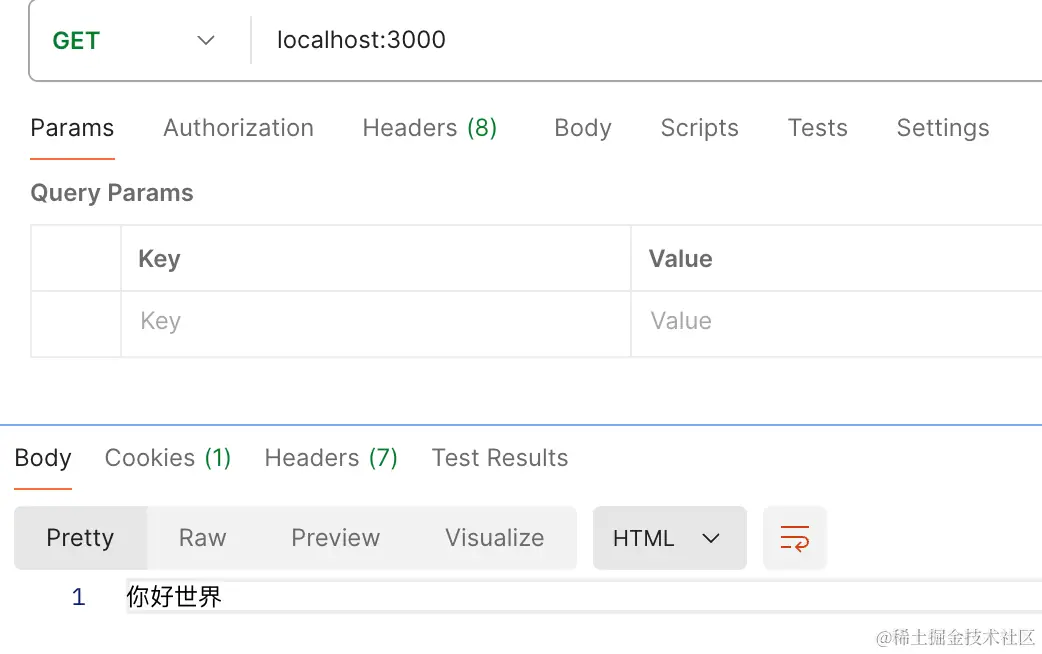 GET localhost:3000
Params Authorization Headers (8) Body Scripts Tests Settings
Query Params
Key Value
Key Value
Body Cookies (1) Headers (7) Test Results
Pretty Raw Preview Visualize HTML
1 你好世界
@稀土掘金技术社区